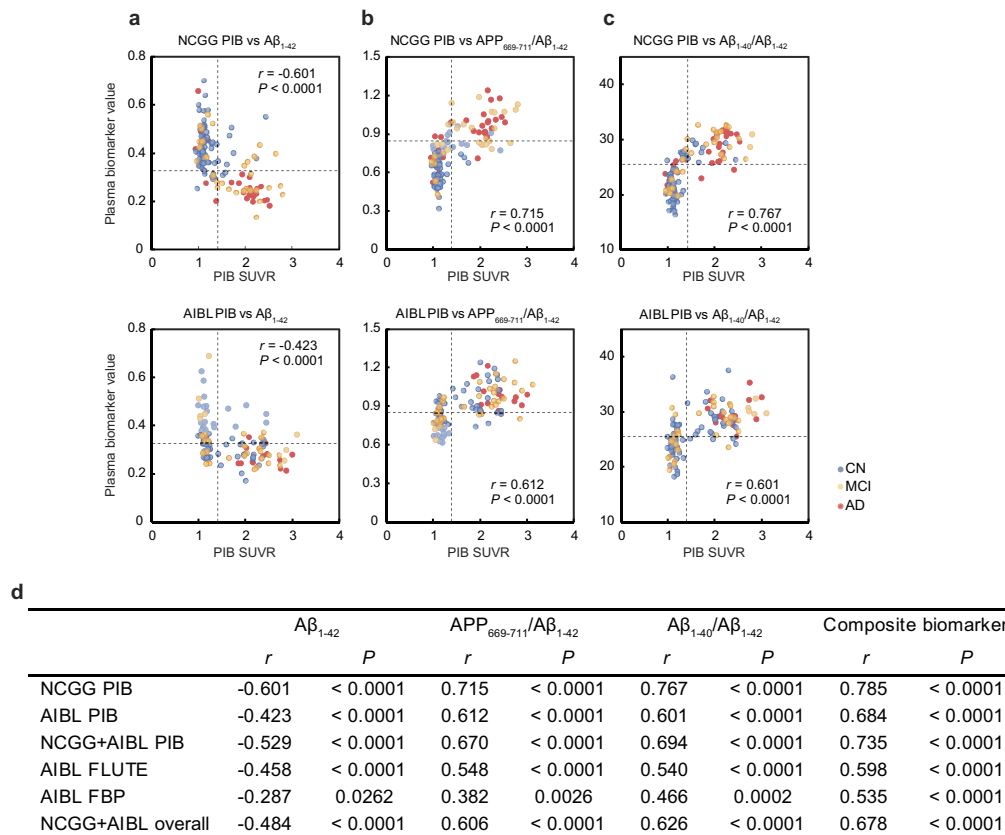 a
NCGG PIB vs Aβ₁₋₄₂
0.8
0.6
0.4
0.2
0
Plasma biomarker value
r = -0.601
P < 0.0001
0 1 2 3 4
PIB SUVR
b
NCGG PIB vs APP₆₆₉₋₇₁₁/Aβ₁₋₄₂
1.5
1.2
0.9
0.6
0.3
0
r = 0.715
P < 0.0001
0 1 2 3 4
PIB SUVR
c
NCGG PIB vs Aβ₁₋₄₀/Aβ₁₋₄₂
40
30
20
10
r = 0.767
P < 0.0001
0 1 2 3 4
PIB SUVR
AIBL PIB vs Aβ₁₋₄₂
0.8
0.6
0.4
0.2
0
Plasma biomarker value
r = -0.423
P < 0.0001
0 1 2 3 4
PIB SUVR
AIBL PIB vs APP₆₆₉₋₇₁₁/Aβ₁₋₄₂
1.5
1.2
0.9
0.6
0.3
0
r = 0.612
P < 0.0001
0 1 2 3 4
PIB SUVR
AIBL PIB vs Aβ₁₋₄₀/Aβ₁₋₄₂
40
30
20
10
r = 0.601
P < 0.0001
0 1 2 3 4
PIB SUVR
CN
MCI
AD
d
Aβ₁₋₄₂ APP₆₆₉₋₇₁₁/Aβ₁₋₄₂ Aβ₁₋₄₀/Aβ₁₋₄₂ Composite biomarker
r P r P r P r P
NCGG PIB -0.601 < 0.0001 0.715 < 0.0001 0.767 < 0.0001 0.785 < 0.0001
AIBL PIB -0.423 < 0.0001 0.612 < 0.0001 0.601 < 0.0001 0.684 < 0.0001
NCGG+AIBL PIB -0.529 < 0.0001 0.670 < 0.0001 0.694 < 0.0001 0.735 < 0.0001
AIBL FLUTE -0.458 < 0.0001 0.548 < 0.0001 0.540 < 0.0001 0.598 < 0.0001
AIBL FBP -0.287 0.0262 0.382 0.0026 0.466 0.0002 0.535 < 0.0001
NCGG+AIBL overall -0.484 < 0.0001 0.606 < 0.0001 0.626 < 0.0001 0.678 < 0.0001